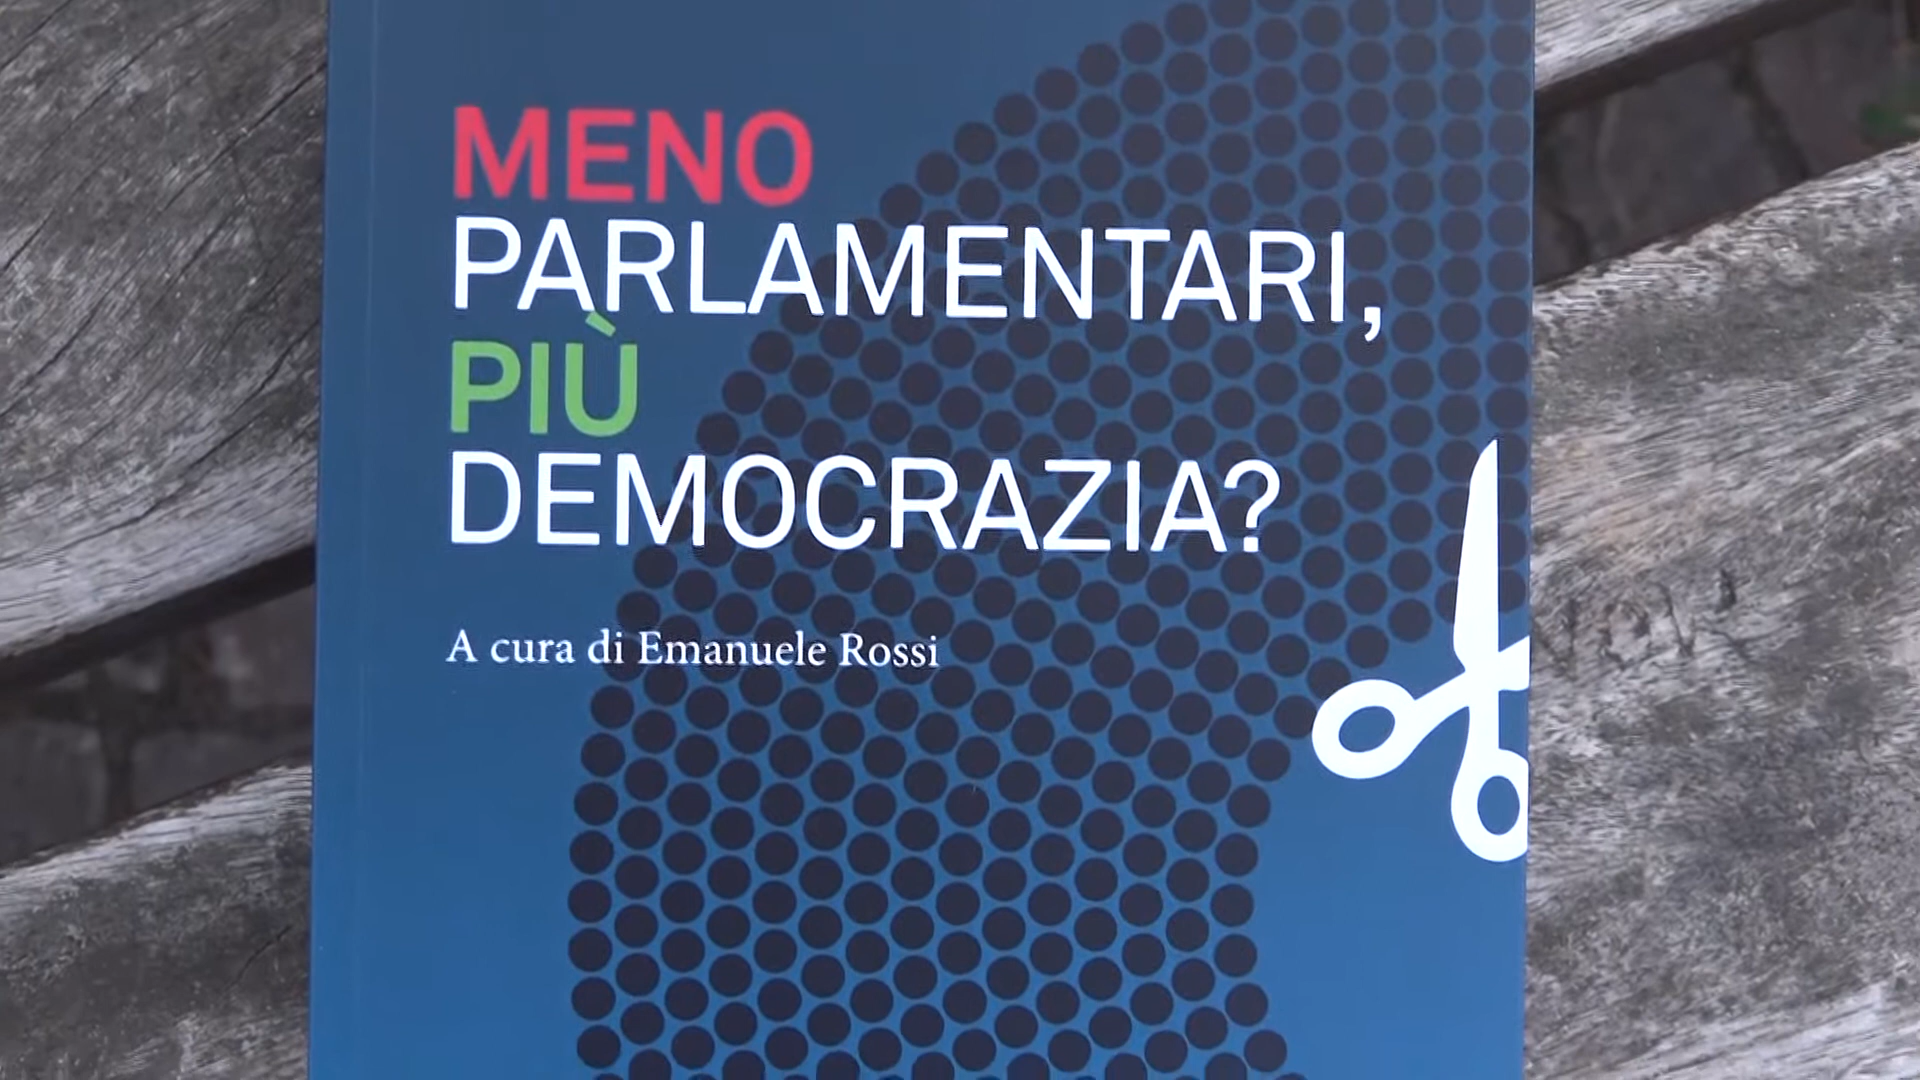 MENO
PARLAMENTARI,
PIÙ
DEMOCRAZIA?
A cura di Emanuele Rossi